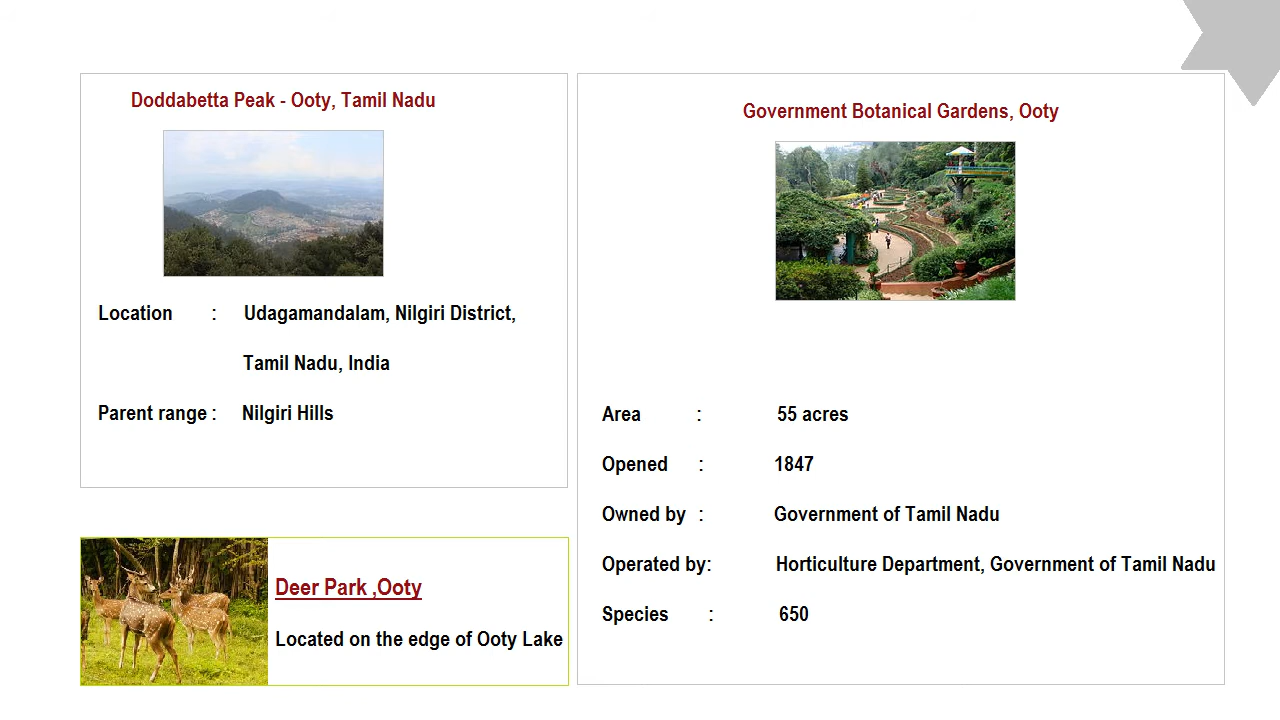 Doddabetta Peak - Ooty, Tamil Nadu
Location : Udagamandalam, Nilgiri District,
Tamil Nadu, India
Parent range : Nilgiri Hills
Deer Park ,Ooty
Located on the edge of Ooty Lake
Government Botanical Gardens, Ooty
Area : 55 acres
Opened : 1847
Owned by : Government of Tamil Nadu
Operated by: Horticulture Department, Government of Tamil Nadu
Species : 650